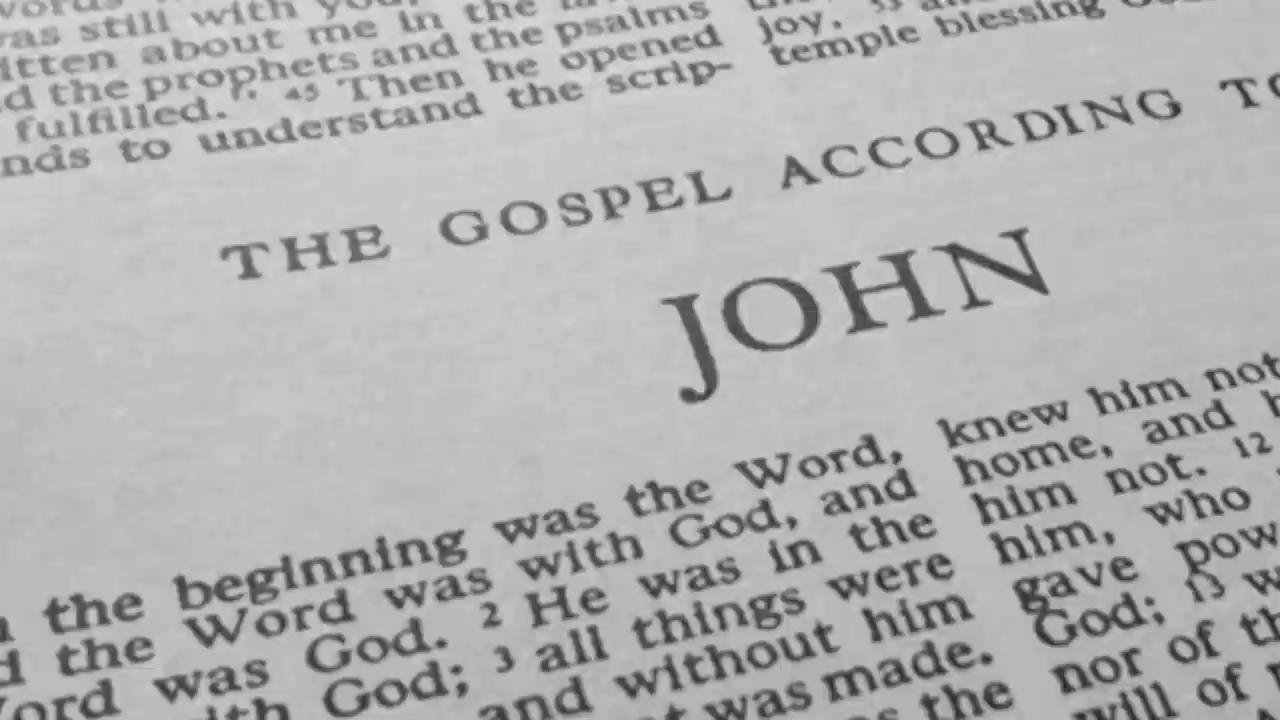 was still with you,
written about me in the
the prophets and the psalms
fulfilled." 45 Then he opened
to understand the scrip-
joy. 53
temple blessing
THE GOSPEL ACCORDING TO
JOHN
the beginning was the Word,
the Word was with God, and
Word was God. 2 He was in the
with God; 3 all things were
and without him
was made.
the
knew him not
home, and
him not. 12
him, who
gave
God; 13
nor of
will of